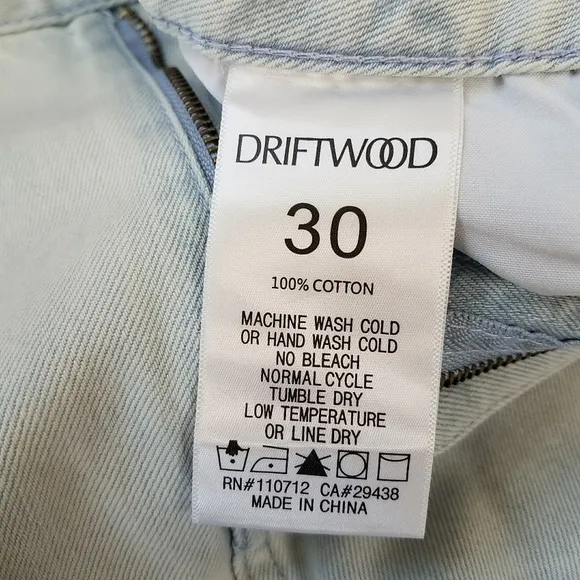 DRIFTWOOD
30
100% COTTON
MACHINE WASH COLD
OR HAND WASH COLD
NO BLEACH
NORMAL CYCLE
TUMBLE DRY
LOW TEMPERATURE
OR LINE DRY
RN#110712 CA#29438
MADE IN CHINA